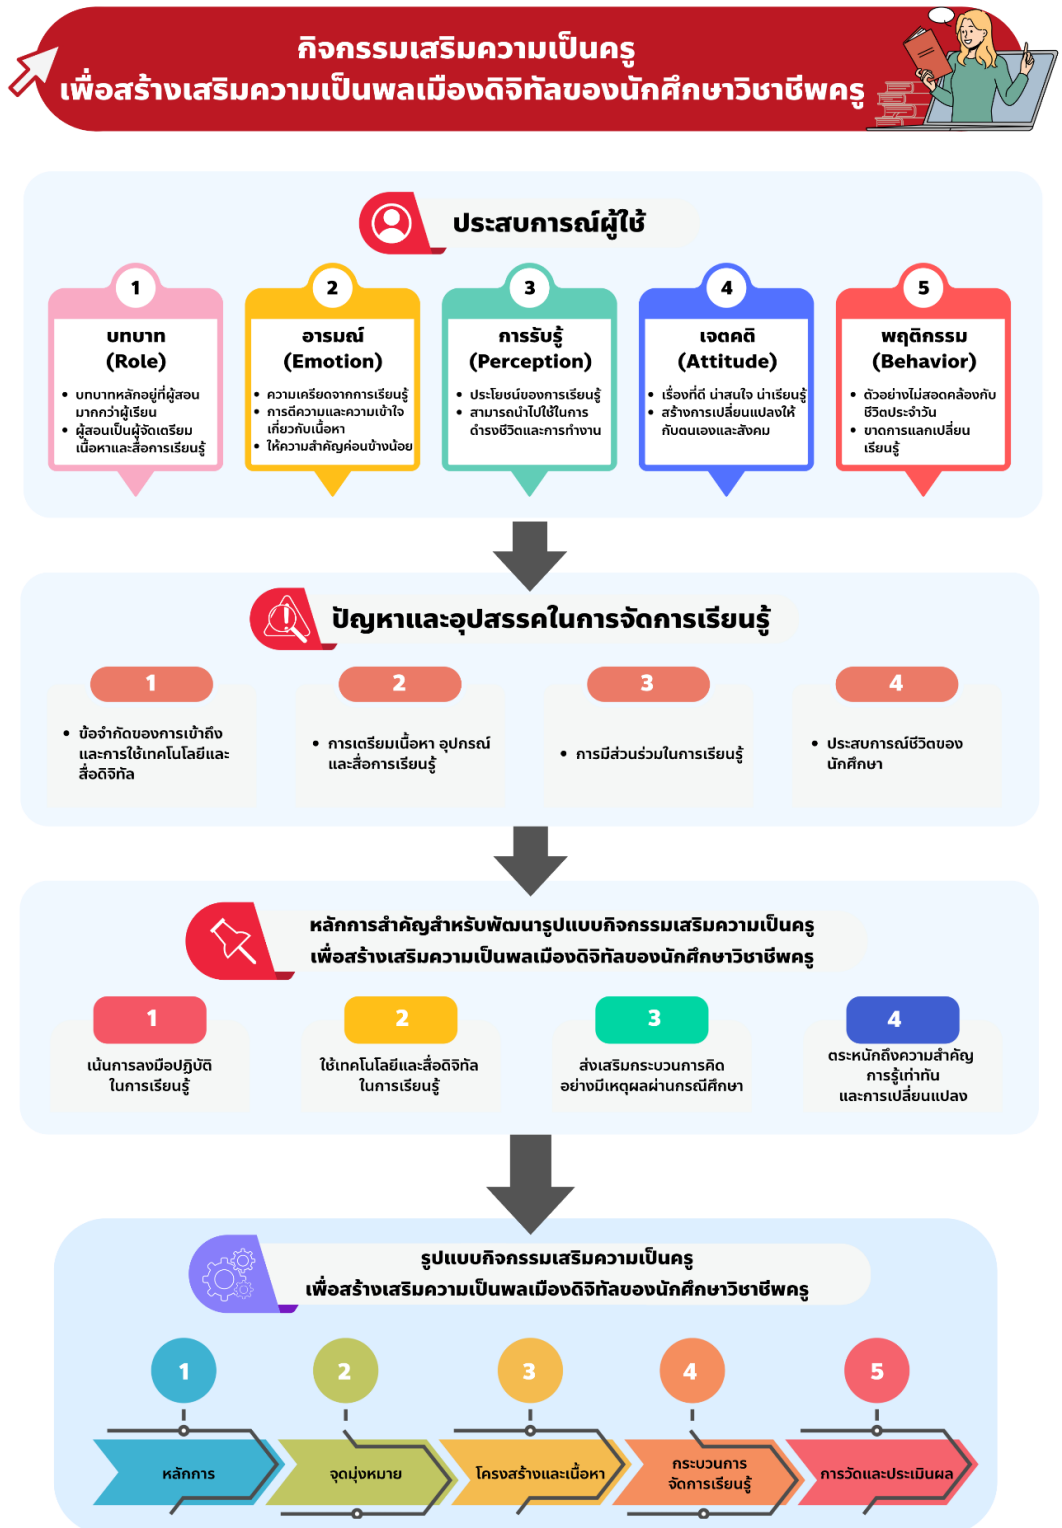 กิจกรรมเสริมความเป็นครู
เพื่อสร้างเสริมความเป็นพลเมืองดิจิทัลของนักศึกษาวิชาชีพครู
ประสบการณ์ผู้ใช้
1
บทบาท
(Role)
• บทบาทหลักอยู่ที่ผู้สอน
มากกว่าผู้เรียน
• ผู้สอนเป็นผู้จัดเตรียม
เนื้อหาและสื่อการเรียนรู้
2
อารมณ์
(Emotion)
• ความเครียดจากการเรียนรู้
• การตีความและความเข้าใจ
เกี่ยวกับเนื้อหา
• ให้ความสำคัญค่อนข้างน้อย
3
การรับรู้
(Perception)
• ประโยชน์ของการเรียนรู้
• สามารถนำไปใช้ในการ
ดำรงชีวิตและการทำงาน
4
เจตคติ
(Attitude)
• เรื่องที่ดี น่าสนใจ น่าเรียนรู้
• สร้างการเปลี่ยนแปลงให้
กับตนเองและสังคม
5
พฤติกรรม
(Behavior)
• ตัวอย่างไม่สอดคล้องกับ
ชีวิตประจำวัน
• ขาดการแลกเปลี่ยน
เรียนรู้
ปัญหาและอุปสรรคในการจัดการเรียนรู้
1
• ข้อจำกัดของการเข้าถึง
และการใช้เทคโนโลยีและ
สื่อดิจิทัล
2
• การเตรียมเนื้อหา อุปกรณ์
และสื่อการเรียนรู้
3
• การมีส่วนร่วมในการเรียนรู้
4
• ประสบการณ์ชีวิตของ
นักศึกษา
หลักการสำคัญสำหรับพัฒนารูปแบบกิจกรรมเสริมความเป็นครู
เพื่อสร้างเสริมความเป็นพลเมืองดิจิทัลของนักศึกษาวิชาชีพครู
1
เน้นการลงมือปฏิบัติ
ในการเรียนรู้
2
ใช้เทคโนโลยีและสื่อดิจิทัล
ในการเรียนรู้
3
ส่งเสริมกระบวนการคิด
อย่างมีเหตุผลผ่านกรณีศึกษา
4
ตระหนักถึงความสำคัญ
การรู้เท่าทัน
และการเปลี่ยนแปลง
รูปแบบกิจกรรมเสริมความเป็นครู
เพื่อสร้างเสริมความเป็นพลเมืองดิจิทัลของนักศึกษาวิชาชีพครู
1
หลักการ
2
จุดมุ่งหมาย
3
โครงสร้างและเนื้อหา
4
กระบวนการ
จัดการเรียนรู้
5
การวัดและประเมินผล